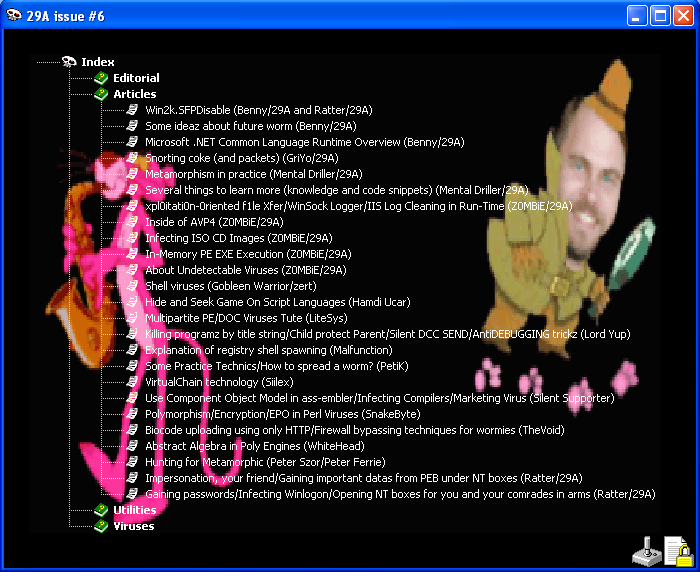 29A issue #6
Index
Editorial
Articles
Win2k.SFPDisable (Benny/29A and Ratter/29A)
Some ideaz about future worm (Benny/29A)
Microsoft .NET Common Language Runtime Overview (Benny/29A)
Snorting coke (and packets) (GriYo/29A)
Metamorphism in practice (Mental Driller/29A)
Several things to learn more (knowledge and code snippets) (Mental Driller/29A)
xpl0itati0n-0riented f1le Xfer/WinSock Logger/IIS Log Cleaning in Run-Time (Z0MBiE/29A)
Inside of AVP4 (Z0MBiE/29A)
Infecting ISO CD Images (Z0MBiE/29A)
In-Memory PE EXE Execution (Z0MBiE/29A)
About Undetectable Viruses (Z0MBiE/29A)
Shell viruses (Gobleen Warrior/zert)
Hide and Seek Game On Script Languages (Hamdi Ucar)
Multipartite PE/DOC Viruses Tute (LiteSys)
Killing programz by title string/Child protect Parent/Silent DCC SEND/AntiDEBUGGING trickz (Lord Yup)
Explanation of registry shell spawning (Malfunction)
Some Practice Technics/How to spread a worm? (PetiK)
VirtualChain technology (Siilex)
Use Component Object Model in ass-embler/Infecting Compilers/Marketing Virus (Silent Supporter)
Polymorphism/Encryption/EPO in Perl Viruses (SnakeByte)
Biocode uploading using only HTTP/Firewall bypassing techniques for wormies (TheVoid)
Abstract Algebra in Poly Engines (WhiteHead)
Hunting for Metamorphic (Peter Szor/Peter Ferrie)
Impersonation, your friend/Gaining important datas from PEB under NT boxes (Ratter/29A)
Gaining passwords/Infecting Winlogon/Opening NT boxes for you and your comrades in arms (Ratter/29A)
Utilities
Viruses